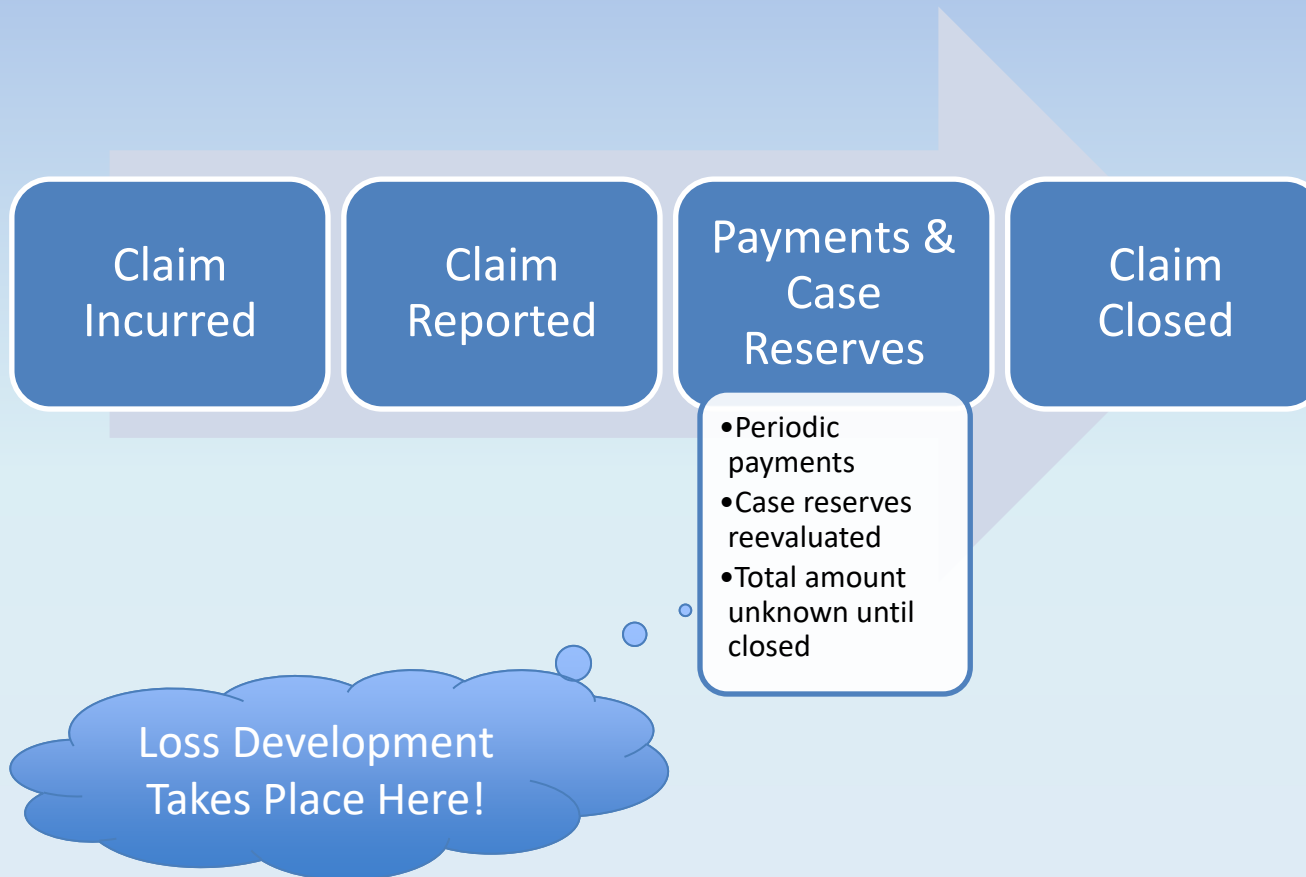 Claim
Incurred
Claim
Reported
Payments &
Case
Reserves
Claim
Closed
•Periodic
payments
•Case reserves
reevaluated
•Total amount
unknown until
closed
Loss Development
Takes Place Here!